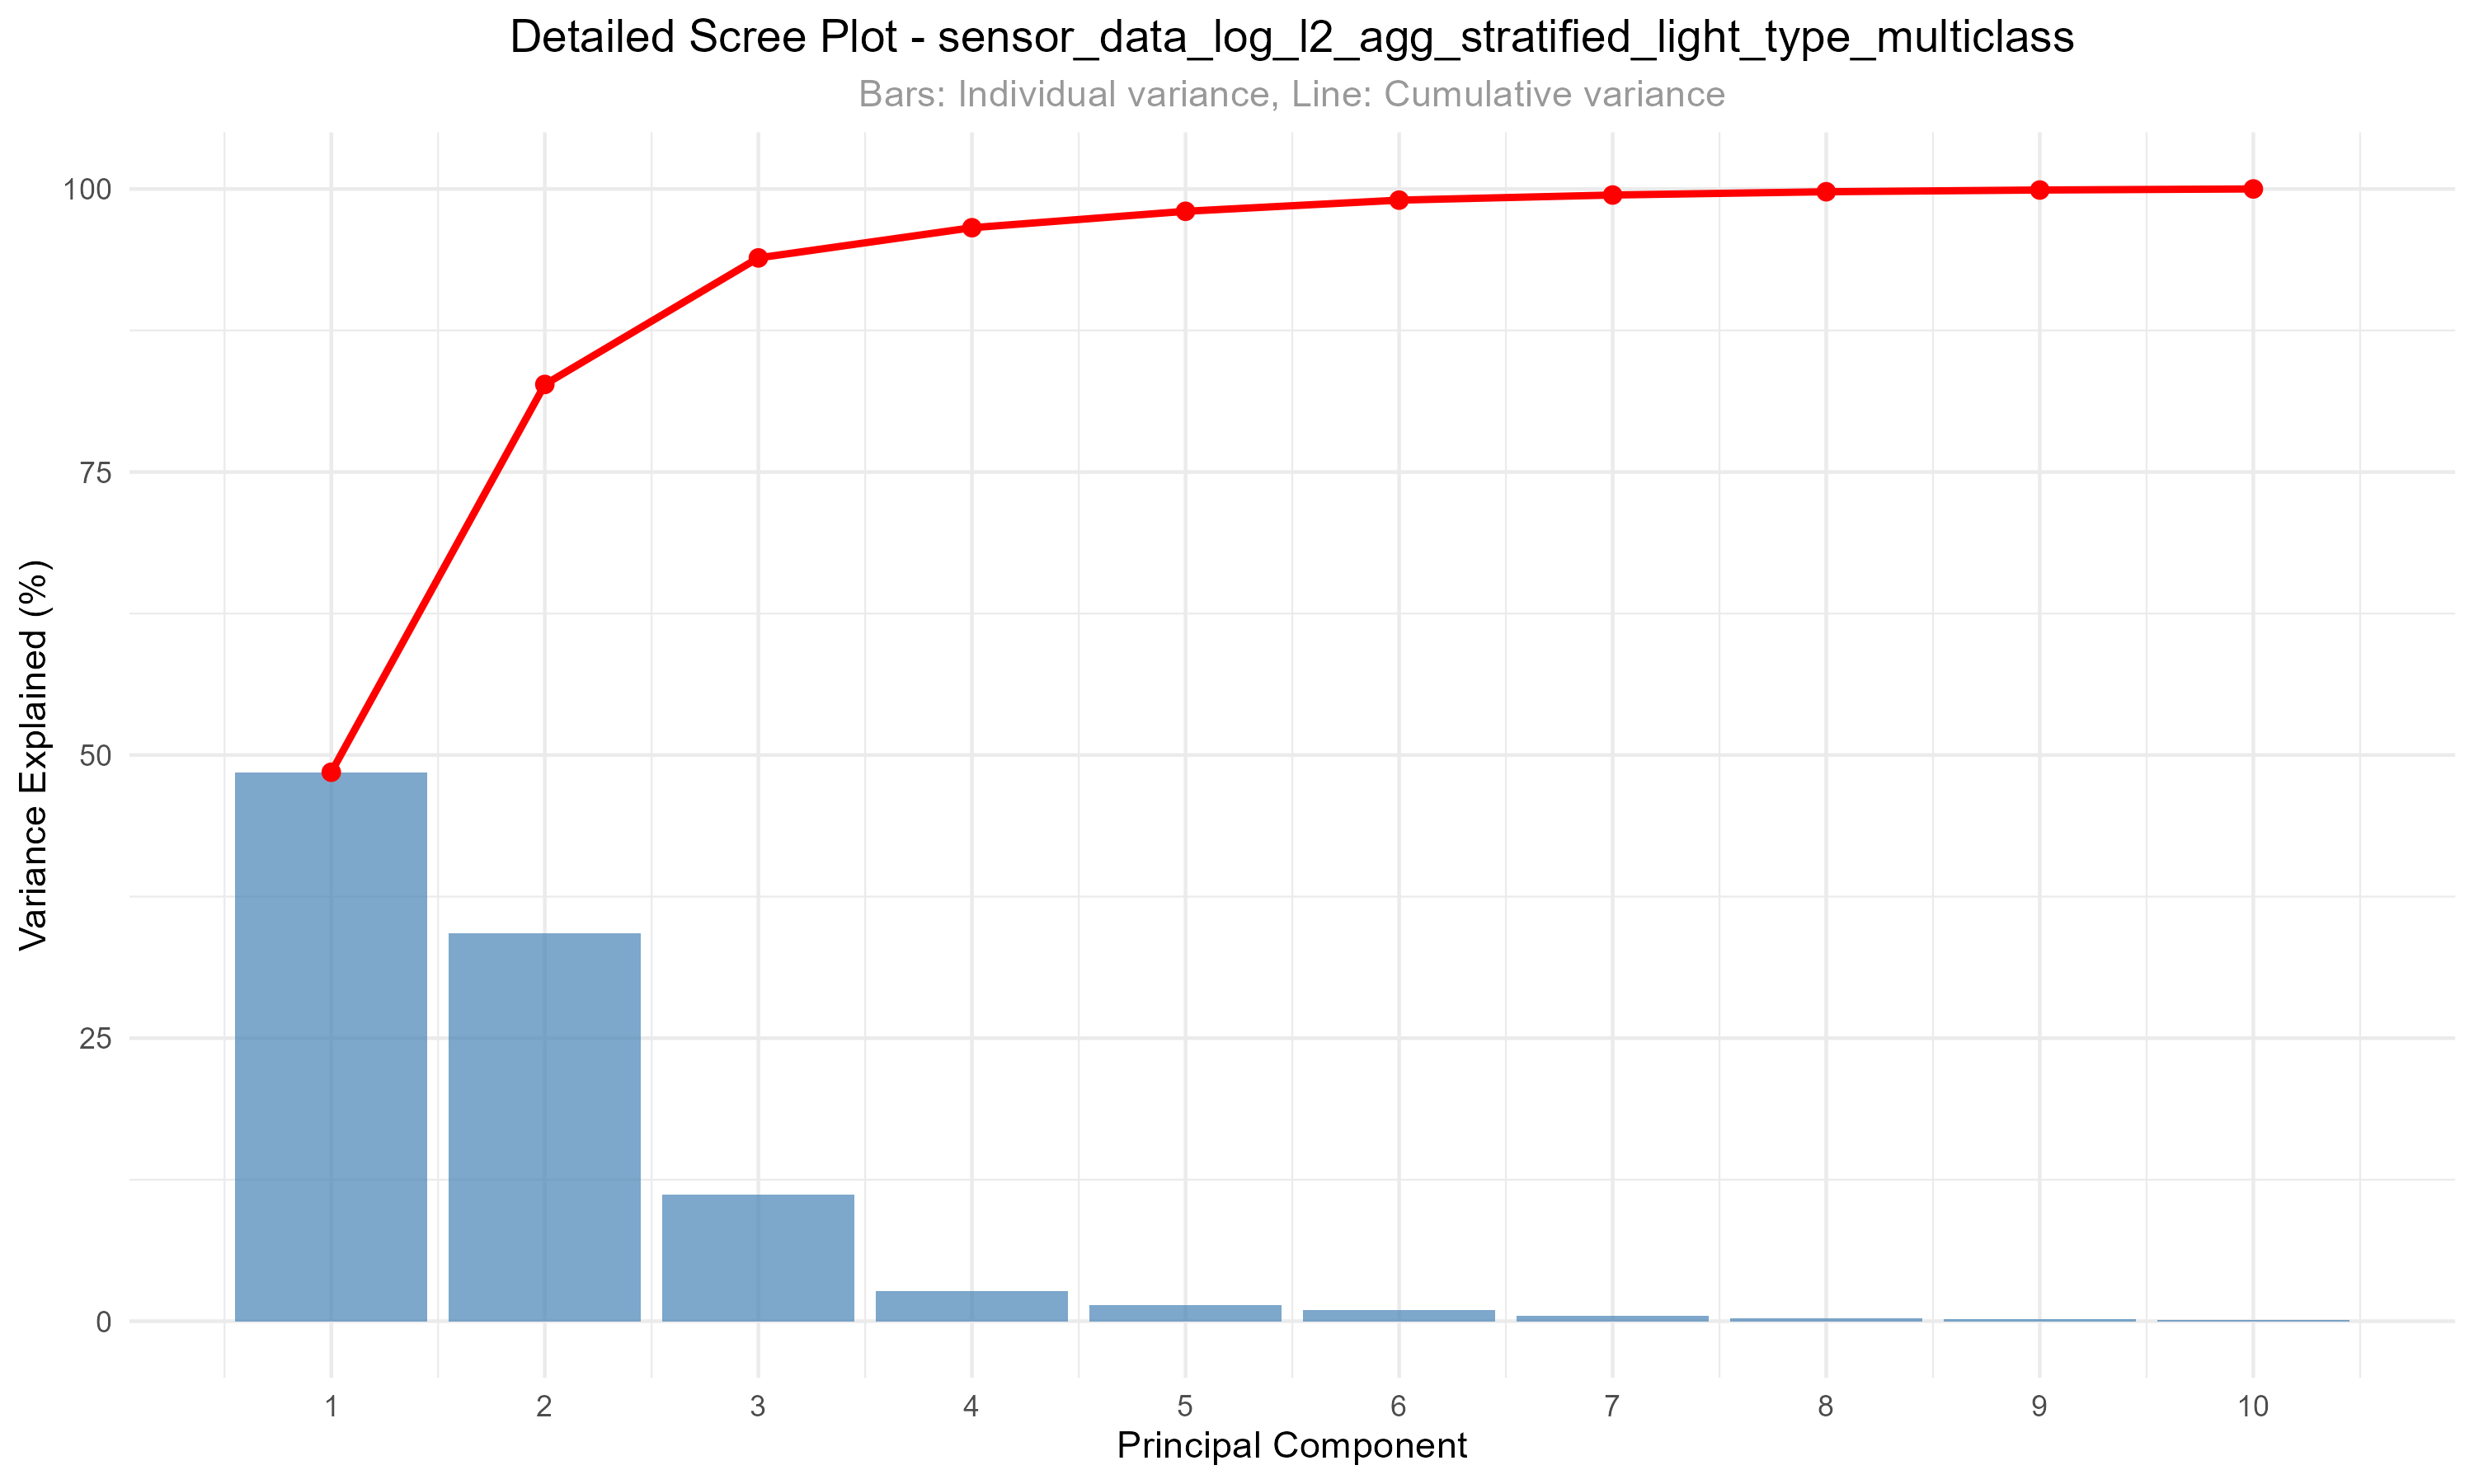 Detailed Scree Plot - sensor_data_log_l2_agg_stratified_light_type_multiclass
Bars: Individual variance, Line: Cumulative variance
Variance Explained (%)
100
75
50
25
0
1 2 3 4 5 6 7 8 9 10
Principal Component